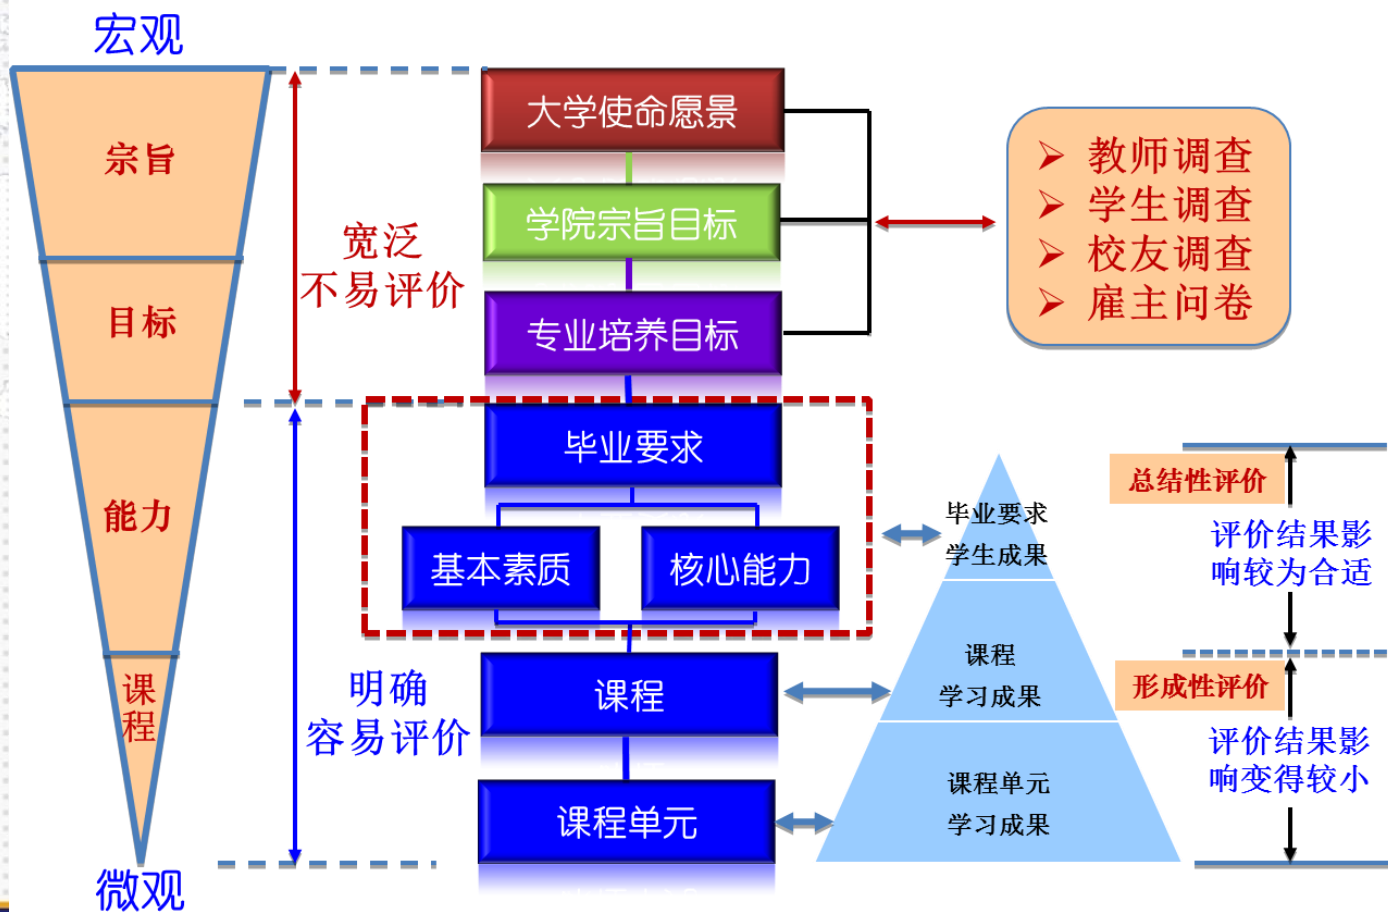 宏观
宗旨
目标
能力
课
程
微观
宽泛
不易评价
明确
容易评价
大学使命愿景
学院宗旨目标
专业培养目标
毕业要求
基本素质
核心能力
课程
课程单元
教师调查
学生调查
校友调查
雇主问卷
毕业要求
学生成果
课程
学习成果
课程单元
学习成果
总结性评价
评价结果影
响较为合适
形成性评价
评价结果影
响变得较小